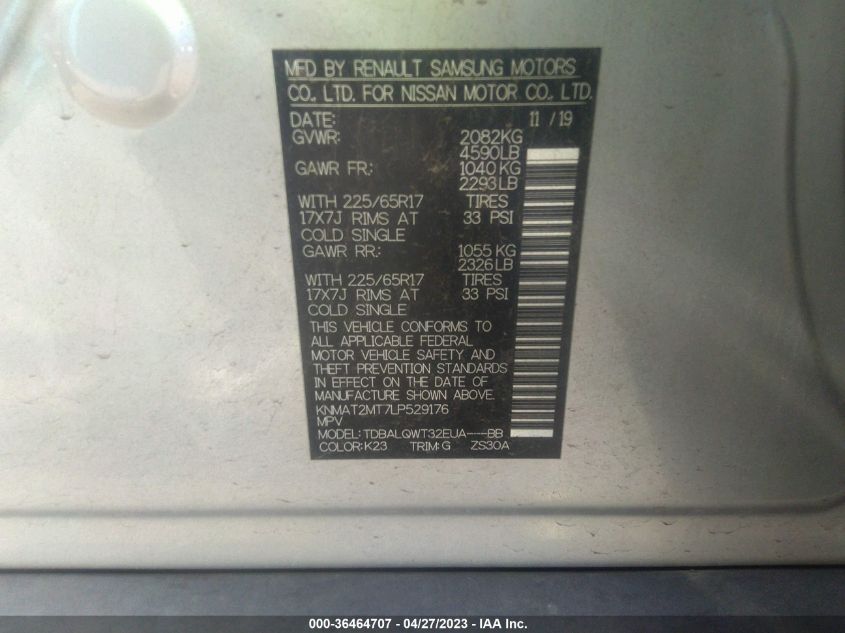 MFD BY RENAULT SAMSUNG MOTORS
CO., LTD. FOR NISSAN MOTOR CO., LTD.
DATE: 11 / 19
GVWR: 2082KG
4590LB
GAWR FR.: 1040 KG
2293LB
WITH 225/65R17 TIRES
17X7J RIMS AT 33 PSI
COLD SINGLE
GAWR RR.: 1055 KG
2326LB
WITH 225/65R17 TIRES
17X7J RIMS AT 33 PSI
COLD SINGLE
THIS VEHICLE CONFORMS TO
ALL APPLICABLE FEDERAL
MOTOR VEHICLE SAFETY, AND
THEFT PREVENTION STANDARDS
IN EFFECT ON THE DATE OF
MANUFACTURE SHOWN ABOVE.
KNMAT2MT7LP529176
MPV
MODEL:TDBALQWT32EUA---BB
COLOR:K23 TRIM:G ZS30A
000-36464707 - 04/27/2023 - IAA Inc.